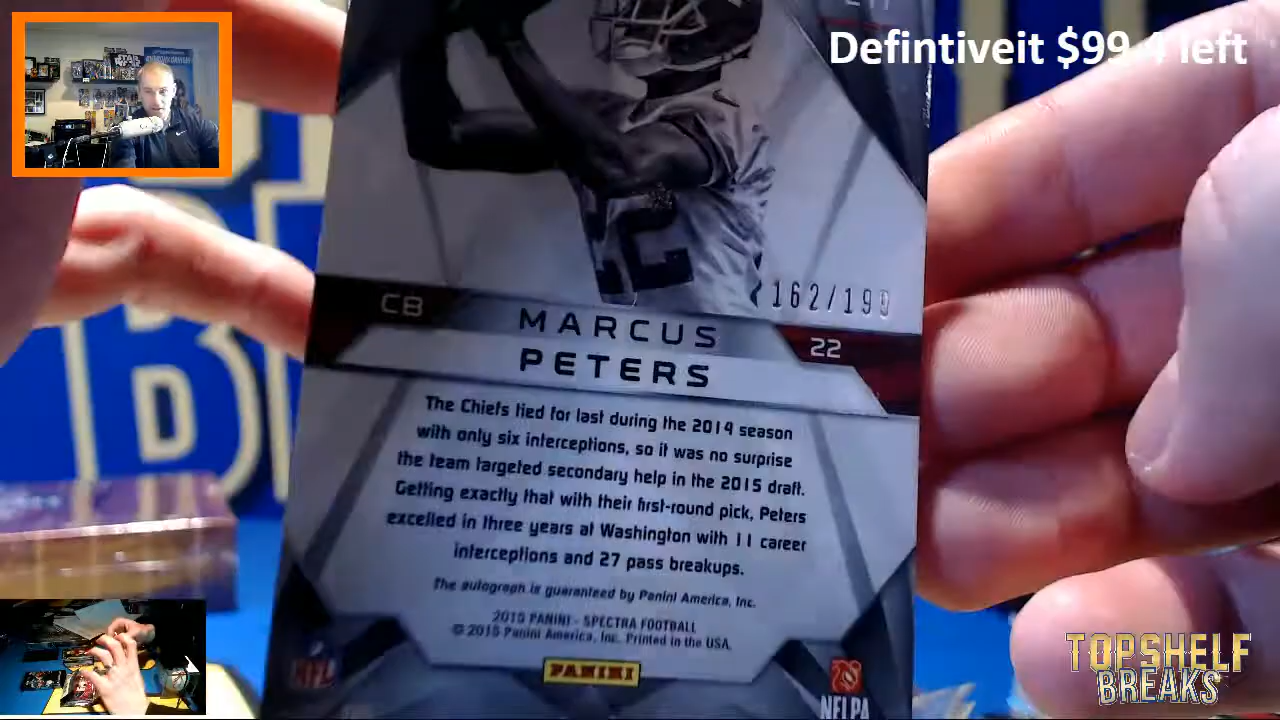 Defintiveit $99 4 left
162/199
CB
MARCUS
PETERS
22
The Chiefs tied for last during the 2014 season
with only six interceptions, so it was no surprise
the team targeted secondary help in the 2015 draft.
Getting exactly that with their first-round pick, Peters
excelled in three years at Washington with 11 career
interceptions and 27 pass breakups.
The autograph is guaranteed by Panini America, Inc.
2015 PANINI - SPECTRA FOOTBALL
© 2015 Panini America, Inc. Printed in the USA.
PANINI
NFL
NFLPA
TOPSHELF
BREAKS